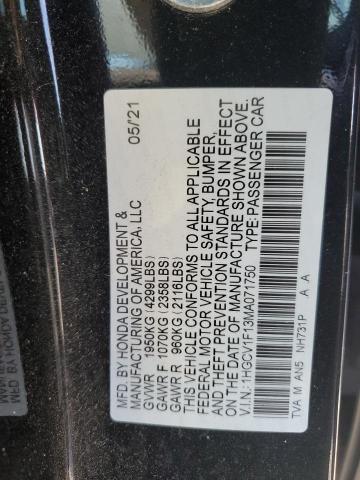 MFD. BY HONDA DEVELOPMENT &
MANUFACTURING OF AMERICA, LLC
05/21
GVWR 1950KG (4299LBS)
GAWR F 1070KG (2358LBS)
GAWR R 960KG (2116LBS)
THIS VEHICLE CONFORMS TO ALL APPLICABLE
FEDERAL MOTOR VEHICLE SAFETY, BUMPER,
AND THEFT PREVENTION STANDARDS IN EFFECT
ON THE DATE OF MANUFACTURE SHOWN ABOVE.
V.I.N.: 1HGCV1F13MA071750 TYPE: PASSENGER CAR
TVA M AN5 NH731P A A